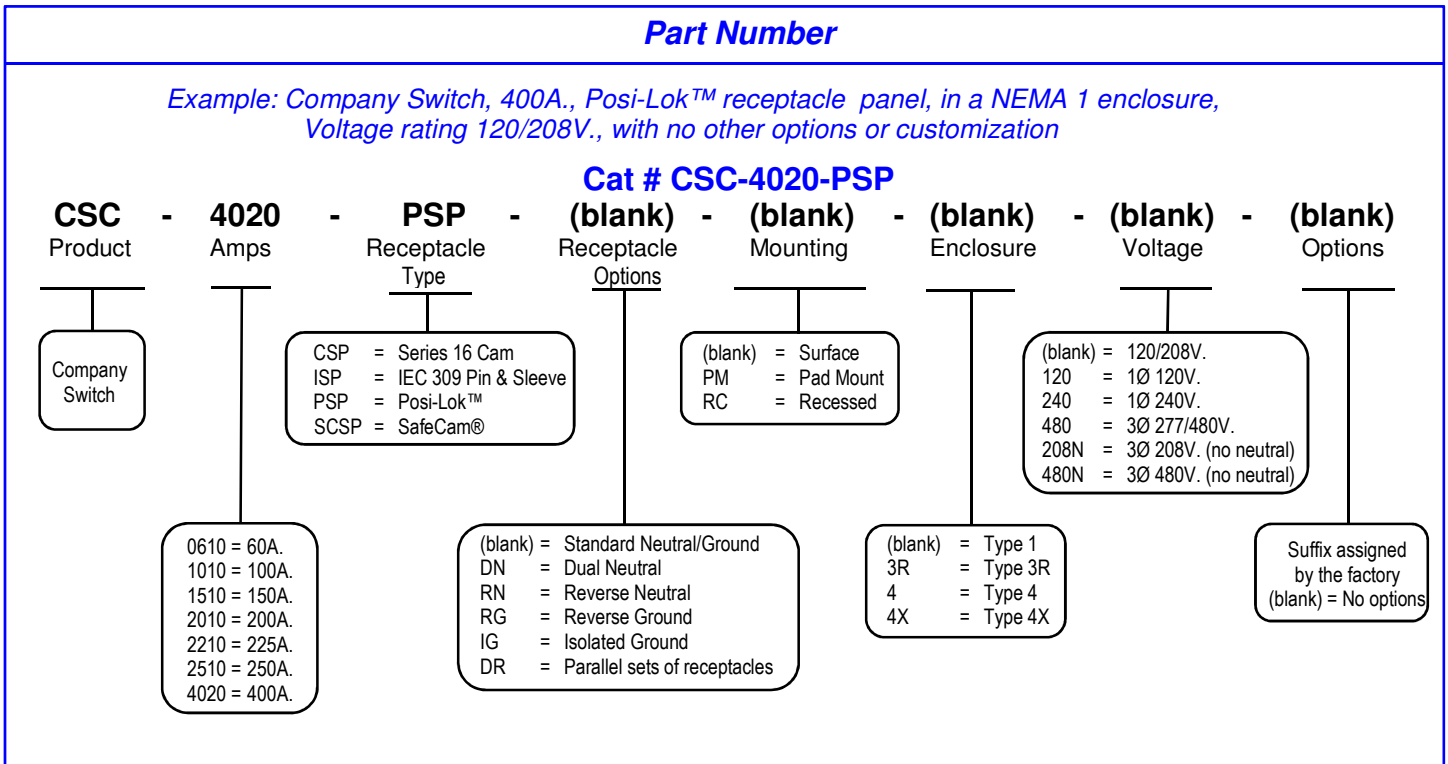 Part Number
Example: Company Switch, 400A., Posi-Lok™ receptacle panel, in a NEMA 1 enclosure,
Voltage rating 120/208V., with no other options or customization
Cat # CSC-4020-PSP
CSC - 4020 - PSP - (blank) - (blank) - (blank) - (blank) - (blank)
Product Amps Receptacle Type Receptacle Options Mounting Enclosure Voltage Options
Company
Switch
0610 = 60A.
1010 = 100A.
1510 = 150A.
2010 = 200A.
2210 = 225A.
2510 = 250A.
4020 = 400A.
CSP = Series 16 Cam
ISP = IEC 309 Pin & Sleeve
PSP = Posi-Lok™
SCSP = SafeCam®
(blank) = Standard Neutral/Ground
DN = Dual Neutral
RN = Reverse Neutral
RG = Reverse Ground
IG = Isolated Ground
DR = Parallel sets of receptacles
(blank) = Surface
PM = Pad Mount
RC = Recessed
(blank) = Type 1
3R = Type 3R
4 = Type 4
4X = Type 4X
(blank) = 120/208V.
120 = 1Ø 120V.
240 = 1Ø 240V.
480 = 3Ø 277/480V.
208N = 3Ø 208V. (no neutral)
480N = 3Ø 480V. (no neutral)
Suffix assigned
by the factory
(blank) = No options